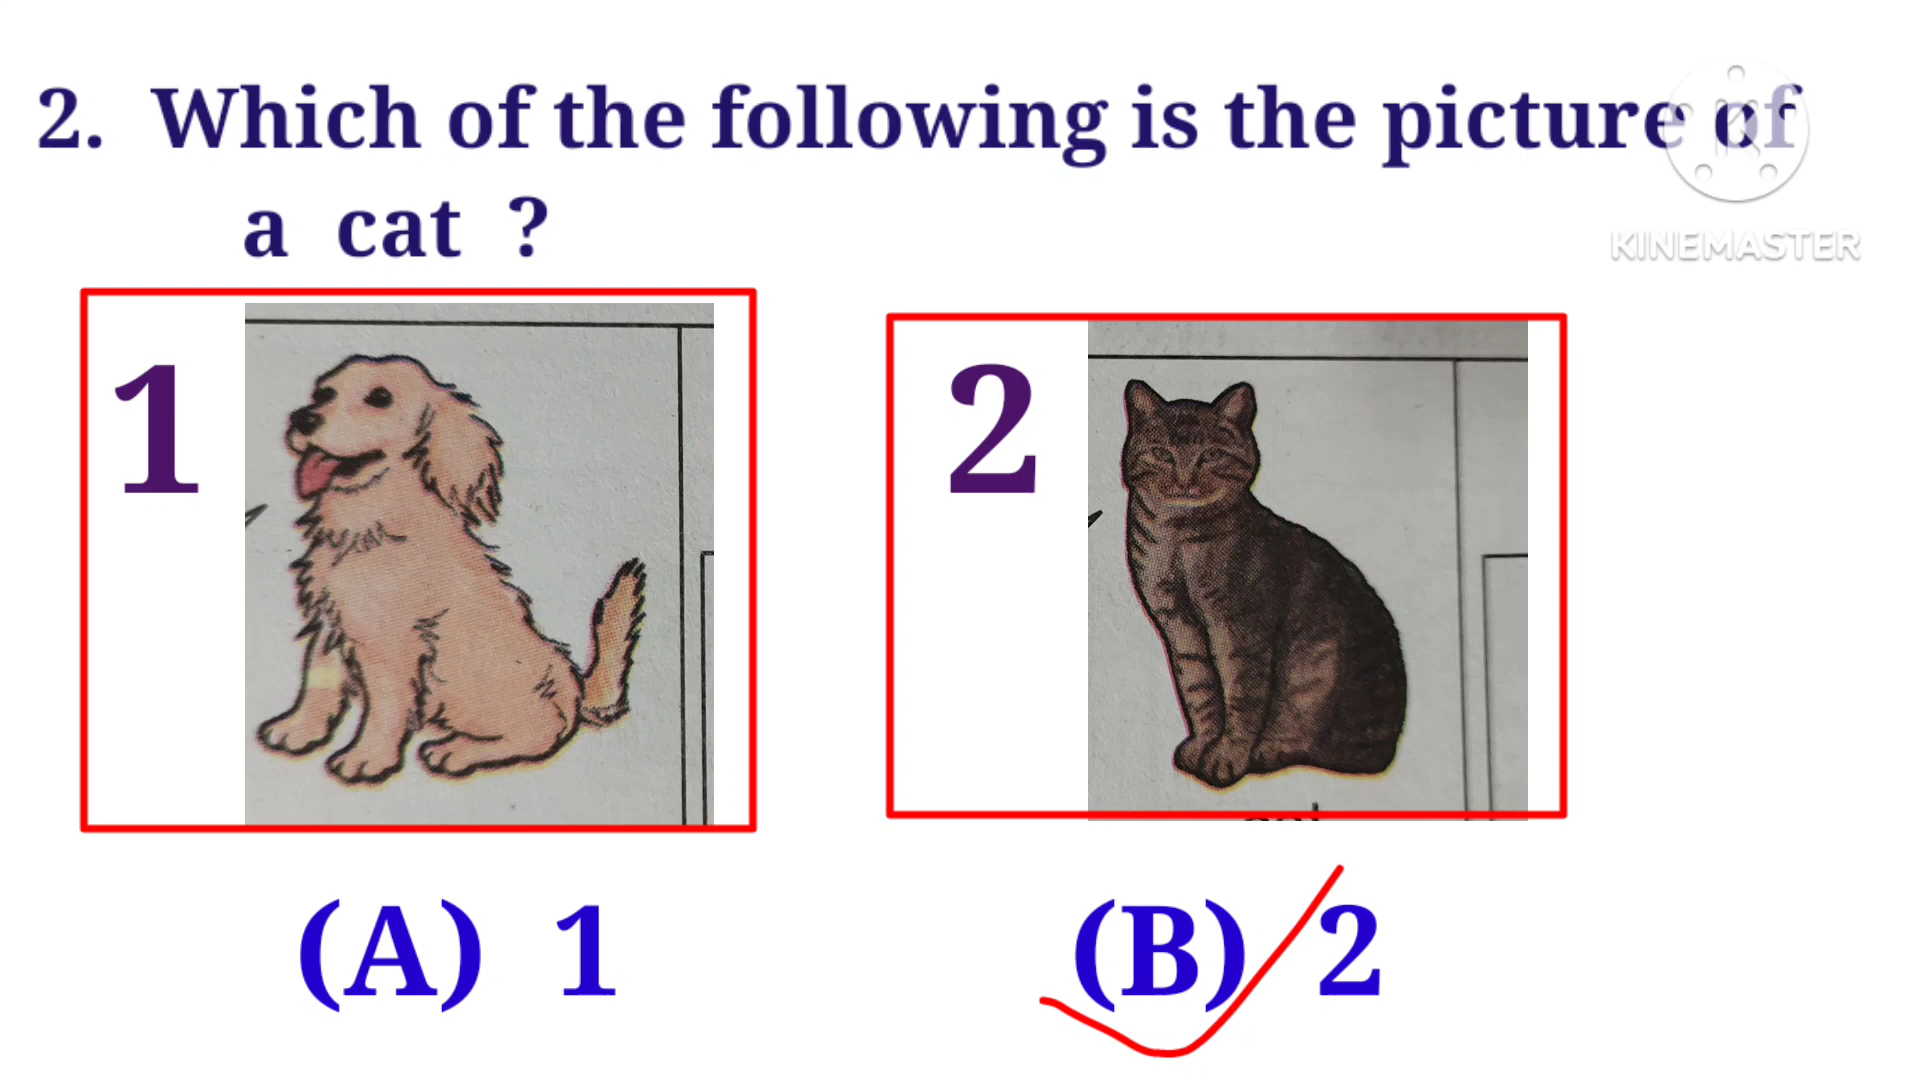 2. Which of the following is the picture of
KINEMASTER
a cat ?
1
2
(A) 1
(B) 2